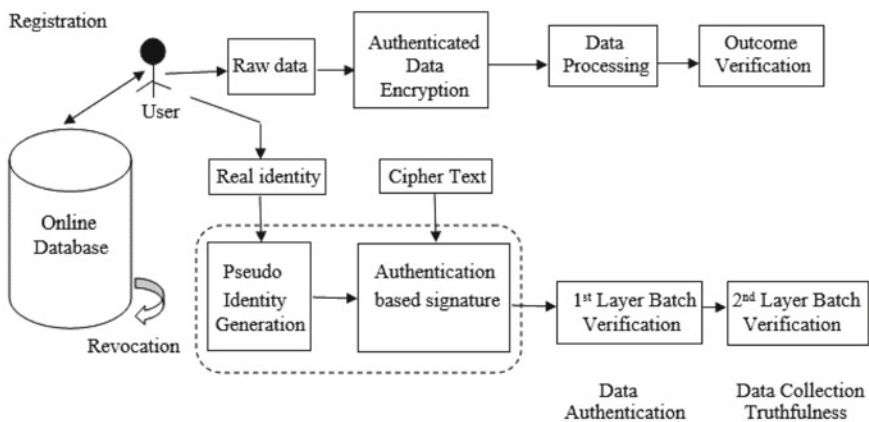 Registration
User
Raw data
Authenticated
Data
Encryption
Data
Processing
Outcome
Verification
Online
Database
Revocation
Real identity
Cipher Text
Pseudo
Identity
Generation
Authentication
based signature
1st Layer Batch
Verification
2nd Layer Batch
Verification
Data
Authentication
Data Collection
Truthfulness